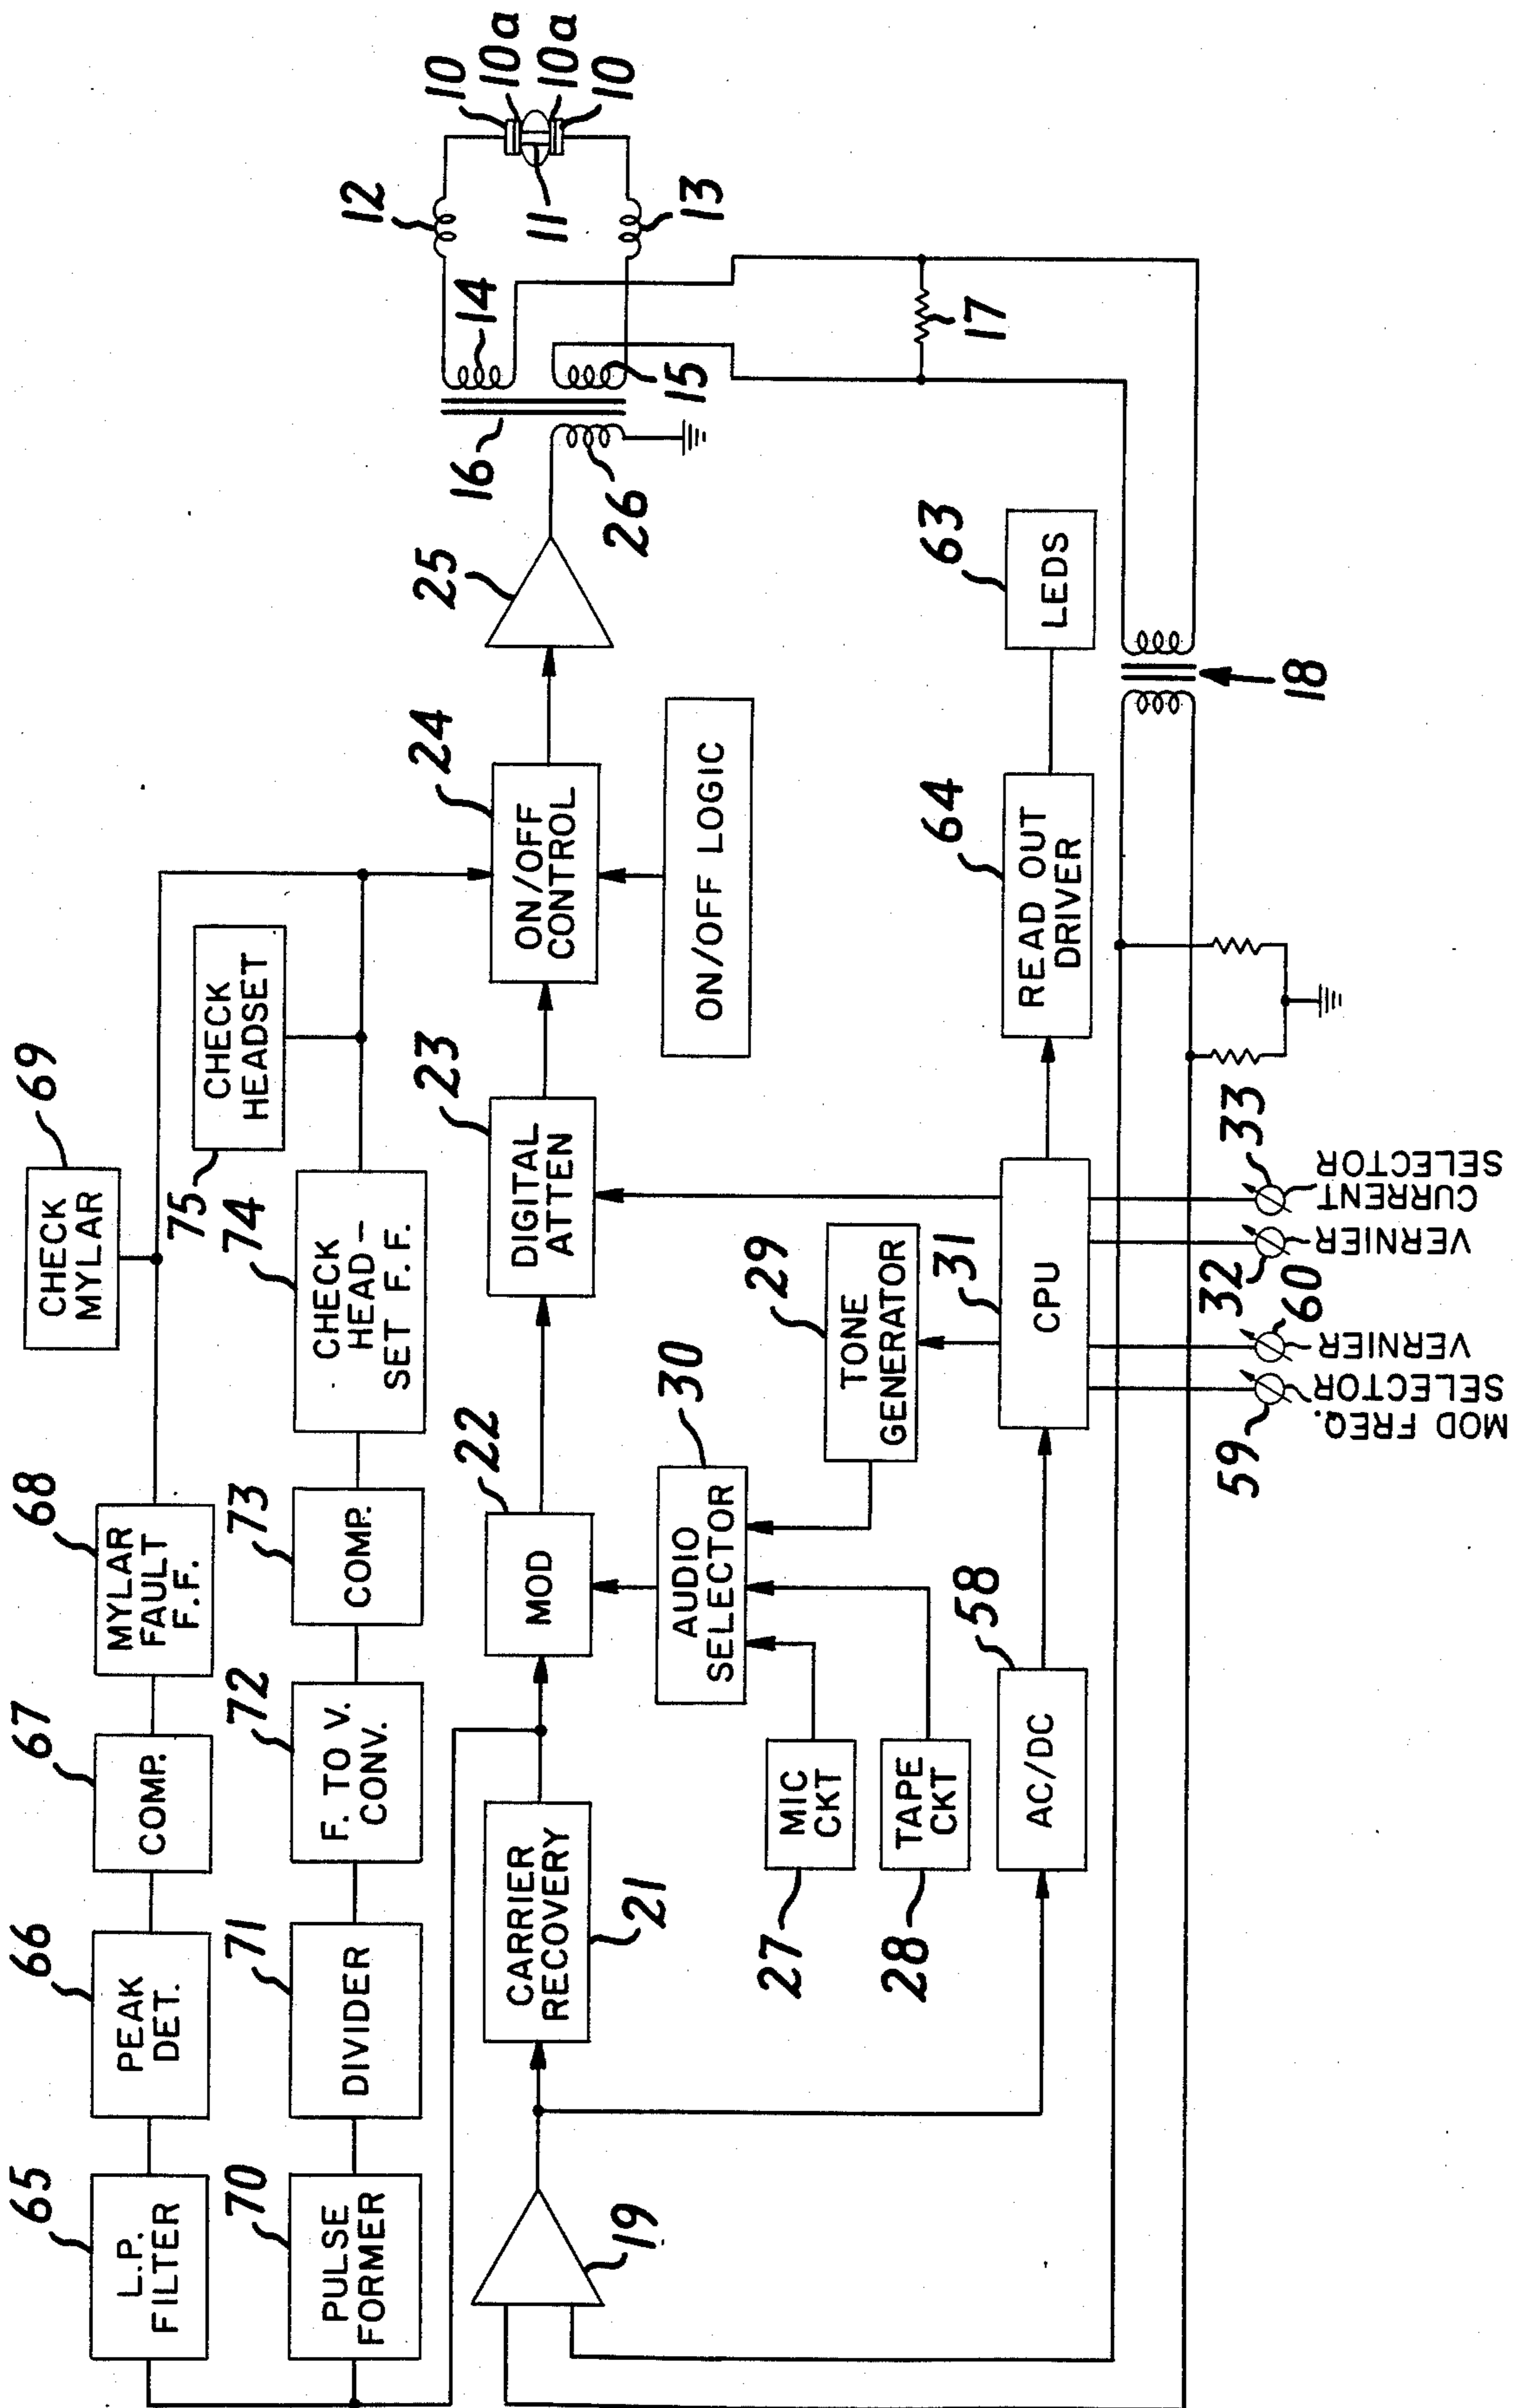 65
L.P.
FILTER
66
PEAK
DET.
67
COMP.
68
MYLAR
FAULT
F.F.
69
CHECK
MYLAR
70
PULSE
FORMER
71
DIVIDER
72
F. TO V.
CONV.
73
COMP.
74
CHECK
HEAD-
SET F.F.
75
CHECK
HEADSET
19
21
CARRIER
RECOVERY
22
MOD
23
DIGITAL
ATTEN
24
ON/OFF
CONTROL
ON/OFF LOGIC
25
26
16
14
15
12
13
10
10a
10a
10
11
17
18
27
MIC
CKT
28
TAPE
CKT
30
AUDIO
SELECTOR
29
TONE
GENERATOR
58
AC/DC
31
CPU
64
READ OUT
DRIVER
63
LEDS
59
MOD FREQ.
SELECTOR
60
VERNIER
32
VERNIER
33
CURRENT
SELECTOR